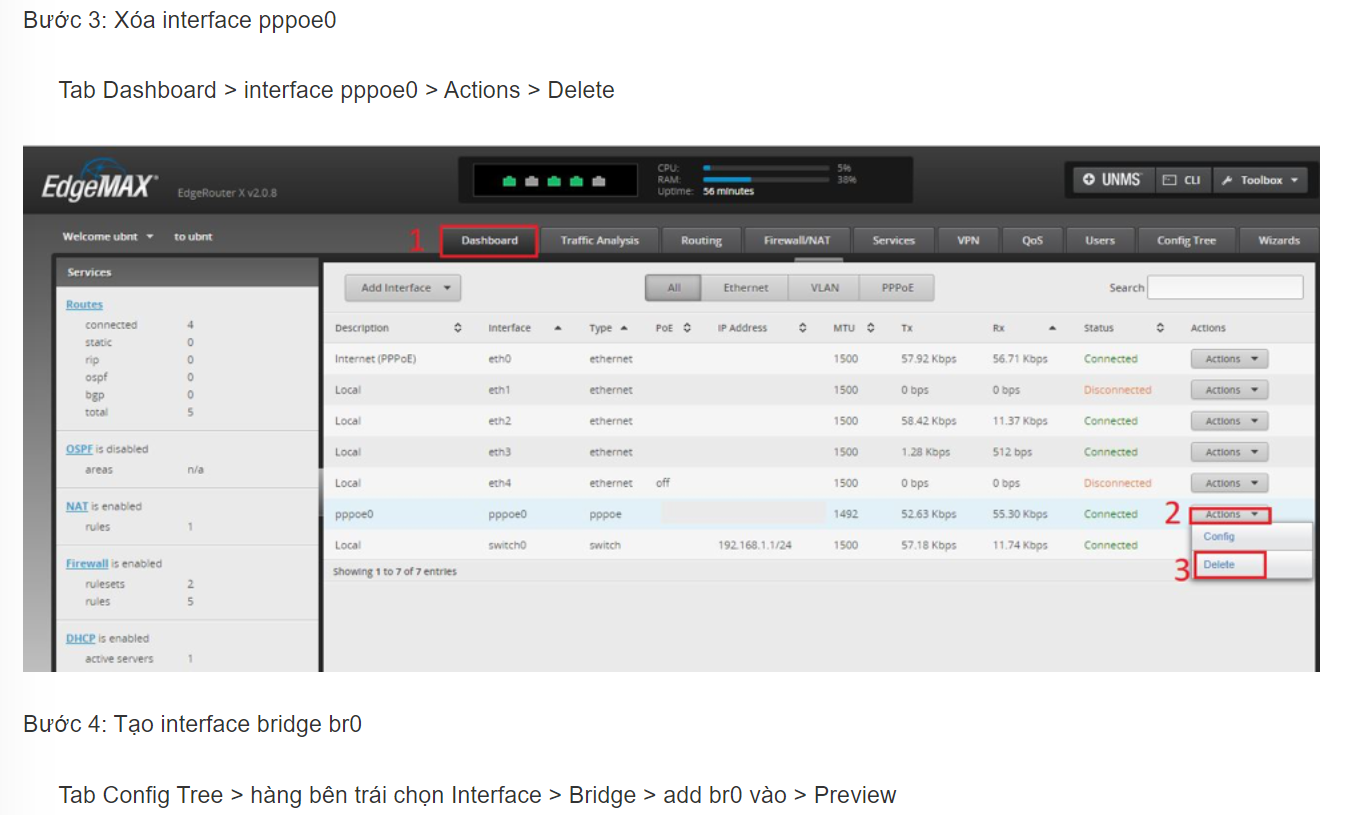 Bước 3: Xóa interface pppoe0
Tab Dashboard > interface pppoe0 > Actions > Delete
EdgeMAX® EdgeRouter X v2.0.8
CPU: 5%
RAM: 38%
Uptime: 56 minutes
UNMS CLI Toolbox
Welcome ubnt to ubnt
1 Dashboard Traffic Analysis Routing Firewall/NAT Services VPN QoS Users Config Tree Wizards
Services
Routes
connected 4
static 0
rip 0
ospf 0
bgp 0
total 5
OSPF is disabled
areas n/a
NAT is enabled
rules 1
Firewall is enabled
rulesets 2
rules 5
DHCP is enabled
active servers 1
Add Interface All Ethernet VLAN PPPoE Search
Description Interface Type PoE IP Address MTU Tx Rx Status Actions
Internet (PPPoE) eth0 ethernet 1500 57.92 Kbps 56.71 Kbps Connected Actions
Local eth1 ethernet 1500 0 bps 0 bps Disconnected Actions
Local eth2 ethernet 1500 58.42 Kbps 11.37 Kbps Connected Actions
Local eth3 ethernet 1500 1.28 Kbps 512 bps Connected Actions
Local eth4 ethernet off 1500 0 bps 0 bps Disconnected Actions
pppoe0 pppoe0 pppoe 1492 52.63 Kbps 55.30 Kbps Connected 2 Actions
Local switch0 switch 192.168.1.1/24 1500 57.18 Kbps 11.74 Kbps Connected
Config
3 Delete
Showing 1 to 7 of 7 entries
Bước 4: Tạo interface bridge br0
Tab Config Tree > hàng bên trái chọn Interface > Bridge > add br0 vào > Preview